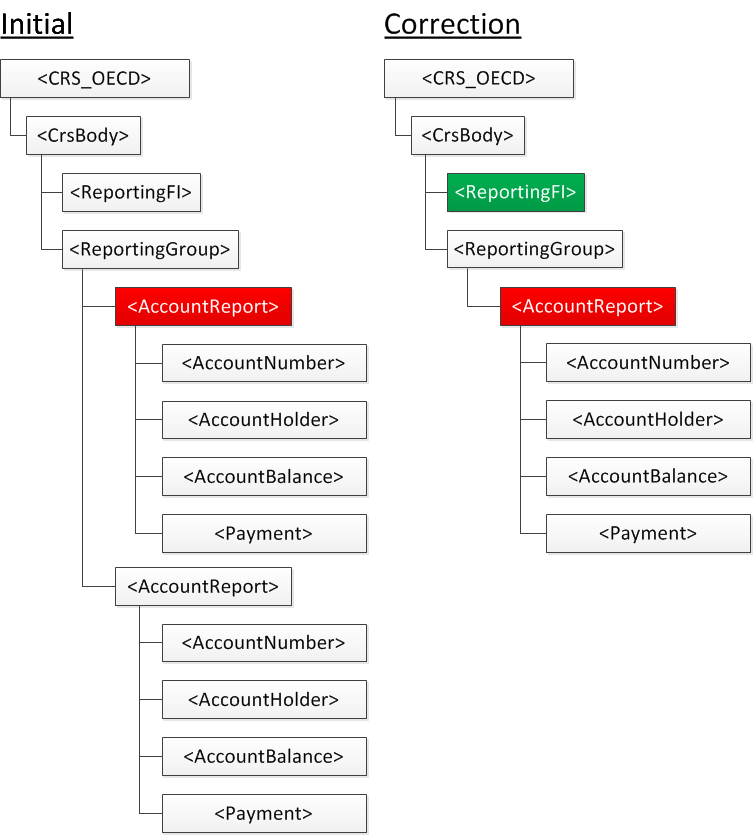 Initial
<CRS_OECD>
<CrsBody>
<ReportingFI>
<ReportingGroup>
<AccountReport>
<AccountNumber>
<AccountHolder>
<AccountBalance>
<Payment>
<AccountReport>
<AccountNumber>
<AccountHolder>
<AccountBalance>
<Payment>
Correction
<CRS_OECD>
<CrsBody>
<ReportingFI>
<ReportingGroup>
<AccountReport>
<AccountNumber>
<AccountHolder>
<AccountBalance>
<Payment>